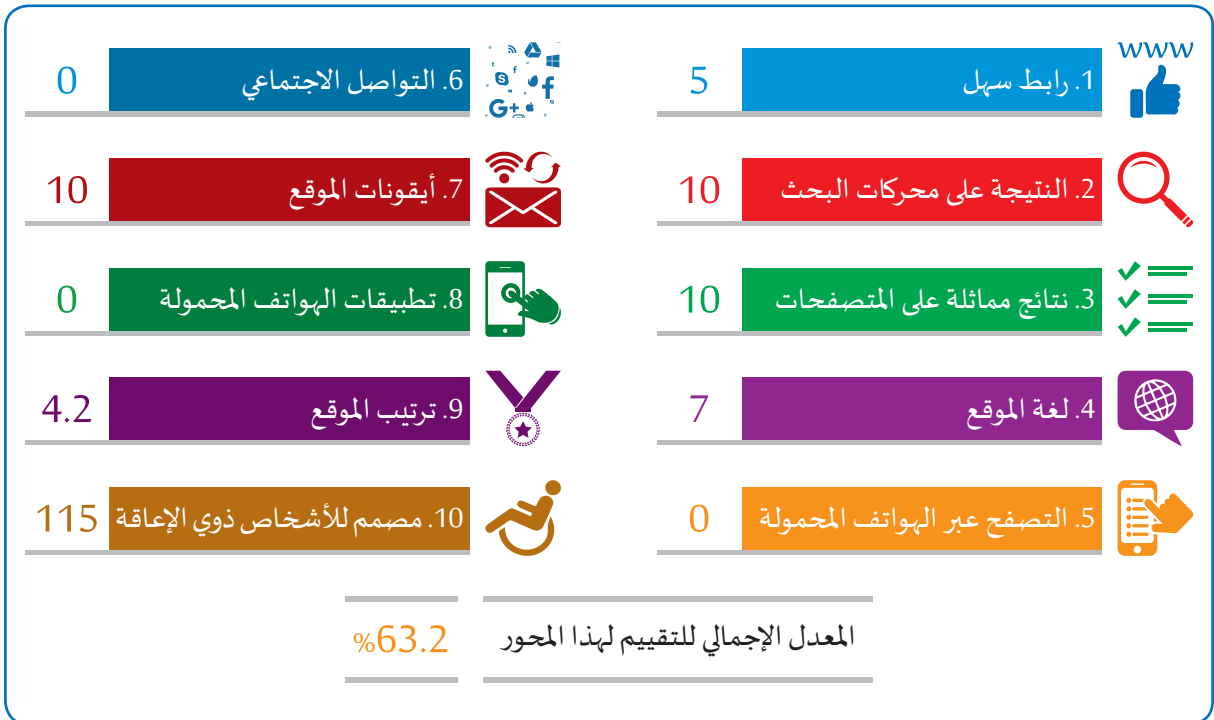 www
1. رابط سهل
5
2. النتيجة على محركات البحث
10
3. نتائج مماثلة على المتصفحات
10
4. لغة الموقع
7
5. التصفح عبر الهواتف المحمولة
0
6. التواصل الاجتماعي
0
7. أيقونات الموقع
10
8. تطبيقات الهواتف المحمولة
0
9. ترتيب الموقع
4.2
10. مصمم للأشخاص ذوي الإعاقة
115
المعدل الإجمالي للتقييم لهذا المحور
%63.2